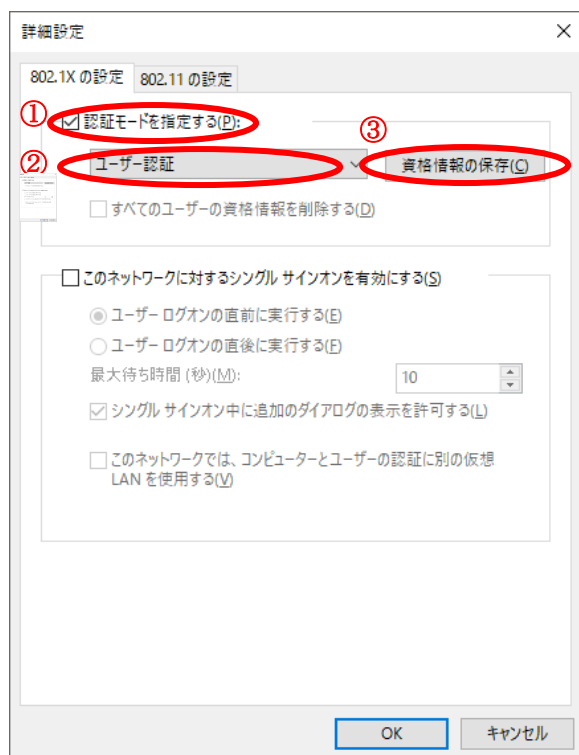 詳細設定
802.1X の設定 802.11 の設定
① 認証モードを指定する(P):
③
② ユーザー認証 資格情報の保存(C)
すべてのユーザーの資格情報を削除する(D)
このネットワークに対するシングル サインオンを有効にする(S)
ユーザー ログオンの直前に実行する(E)
ユーザー ログオンの直後に実行する(F)
最大待ち時間 (秒)(M): 10
シングル サインオン中に追加のダイアログの表示を許可する(L)
このネットワークでは、コンピューターとユーザーの認証に別の仮想
LAN を使用する(V)
OK キャンセル